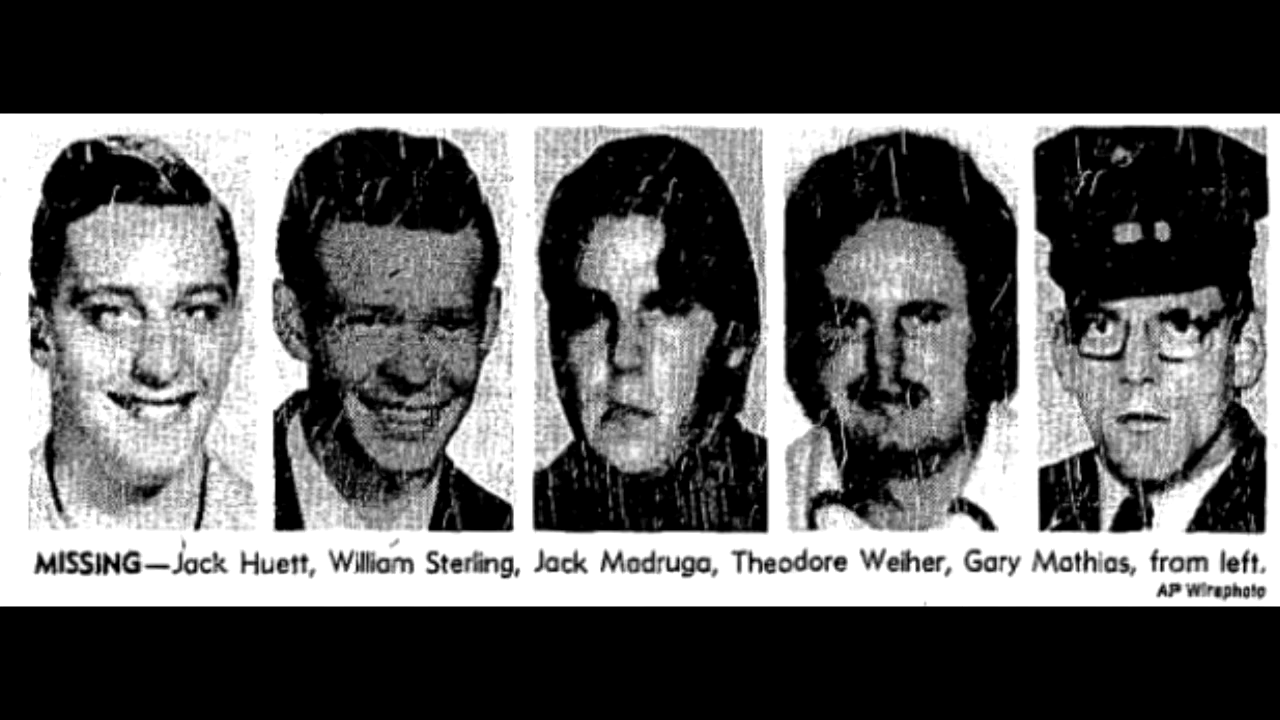 MISSING—Jack Huett, William Sterling, Jack Madruga, Theodore Weiher, Gary Mathias, from left.
AP Wirephoto